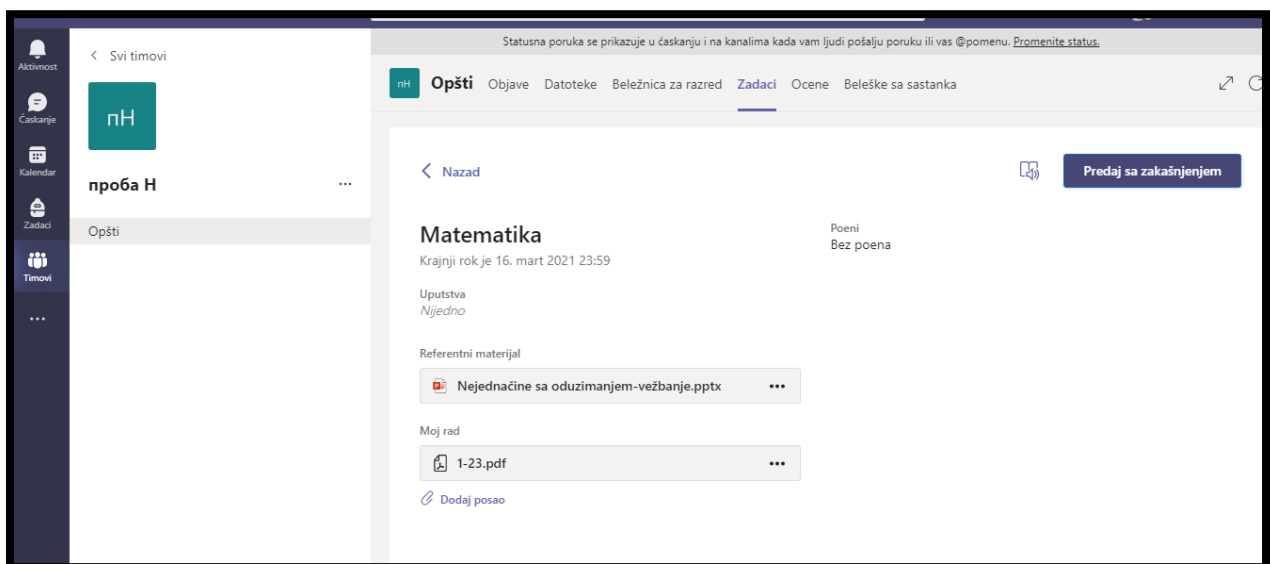 Statusna poruka se prikazuje u ćaskanju i na kanalima kada vam ljudi pošalju poruku ili vas @pomenu. Promenite status.
Aktivnost
Ćaskanje
Kalendar
Zadaci
Timovi
Svi timovi
пН
проба Н
Opšti
пН
Opšti Objave Datoteke Beležnica za razred Zadaci Ocene Beleške sa sastanka
Nazad
Predaj sa zakašnjenjem
Matematika
Krajnji rok je 16. mart 2021 23:59
Poeni
Bez poena
Uputstva
Nijedno
Referentni materijal
Nejednačine sa oduzimanjem-vežbanje.pptx
Moj rad
1-23.pdf
Dodaj posao